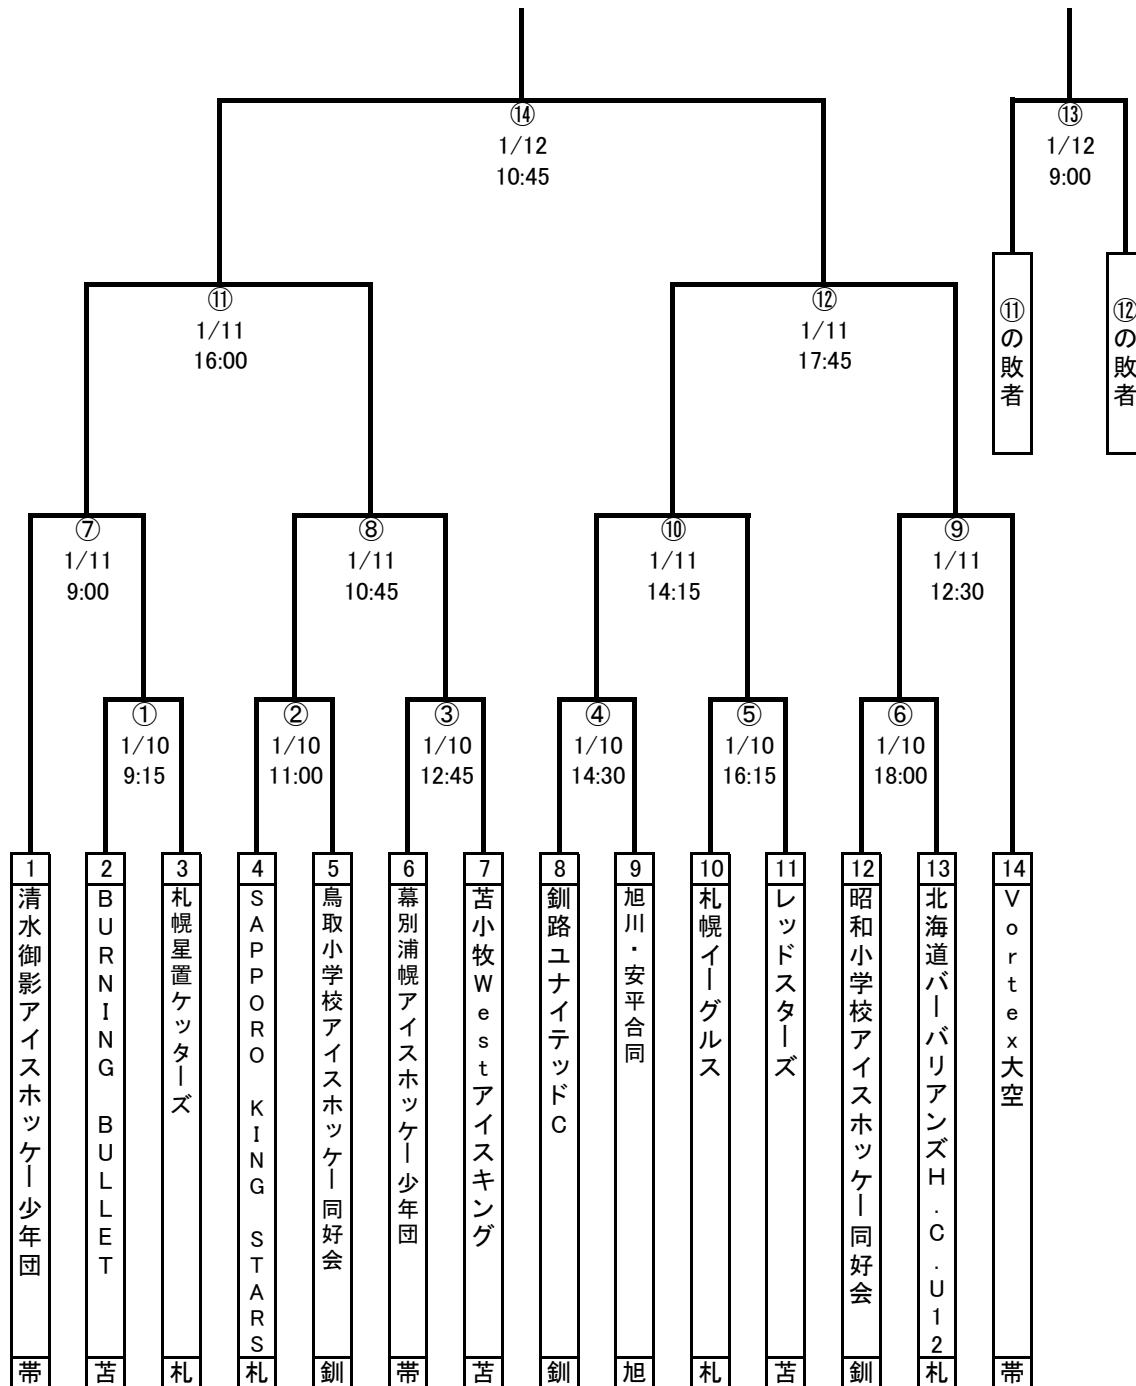 ⑭
1/12
10:45
⑬
1/12
9:00
⑪
1/11
16:00
⑫
1/11
17:45
⑪の敗者
⑫の敗者
⑦
1/11
9:00
⑧
1/11
10:45
⑩
1/11
14:15
⑨
1/11
12:30
①
1/10
9:15
②
1/10
11:00
③
1/10
12:45
④
1/10
14:30
⑤
1/10
16:15
⑥
1/10
18:00
1
清水御影アイスホッケー少年団
帯
2
BURNING BULLET
苫
3
札幌星置ケッターズ
札
4
SAPPORO KING STARS
札
5
鳥取小学校アイスホッケー同好会
釧
6
幕別浦幌アイスホッケー少年団
帯
7
苫小牧Westアイスキング
苫
8
釧路ユナイテッドC
釧
9
旭川・安平合同
旭
10
札幌イーグルス
札
11
レッドスターズ
苫
12
昭和小学校アイスホッケー同好会
釧
13
北海道バーバリアンズH.C.U12
札
14
Vortex大空
帯